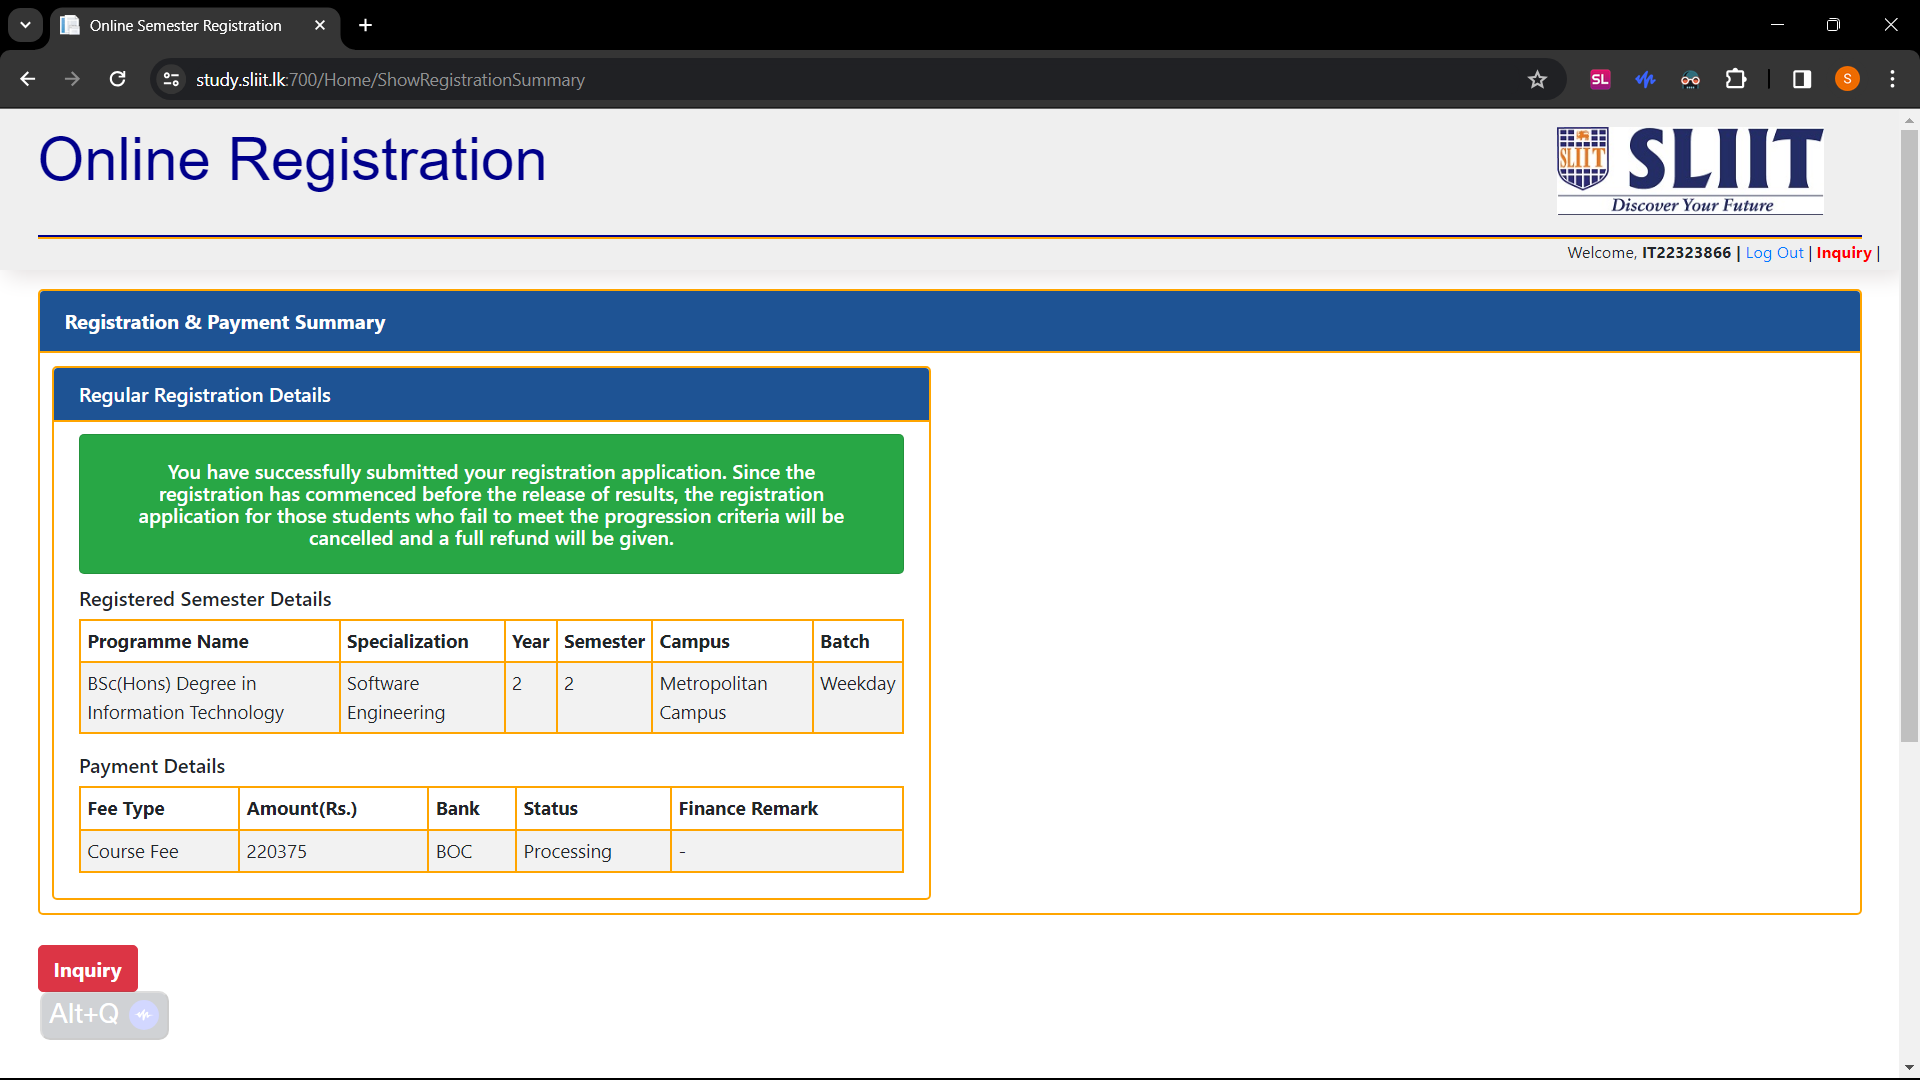 Online Semester Registration
study.sliit.lk:700/Home/ShowRegistrationSummary
SL
S
Online Registration
SLIIT
SLIIT
Discover Your Future
Welcome, IT22323866 | Log Out | Inquiry |
Registration & Payment Summary
Regular Registration Details
You have successfully submitted your registration application. Since the
registration has commenced before the release of results, the registration
application for those students who fail to meet the progression criteria will be
cancelled and a full refund will be given.
Registered Semester Details
Programme Name Specialization Year Semester Campus Batch
BSc(Hons) Degree in Software 2 2 Metropolitan Weekday
Information Technology Engineering Campus
Payment Details
Fee Type Amount(Rs.) Bank Status Finance Remark
Course Fee 220375 BOC Processing -
Inquiry
Alt+Q